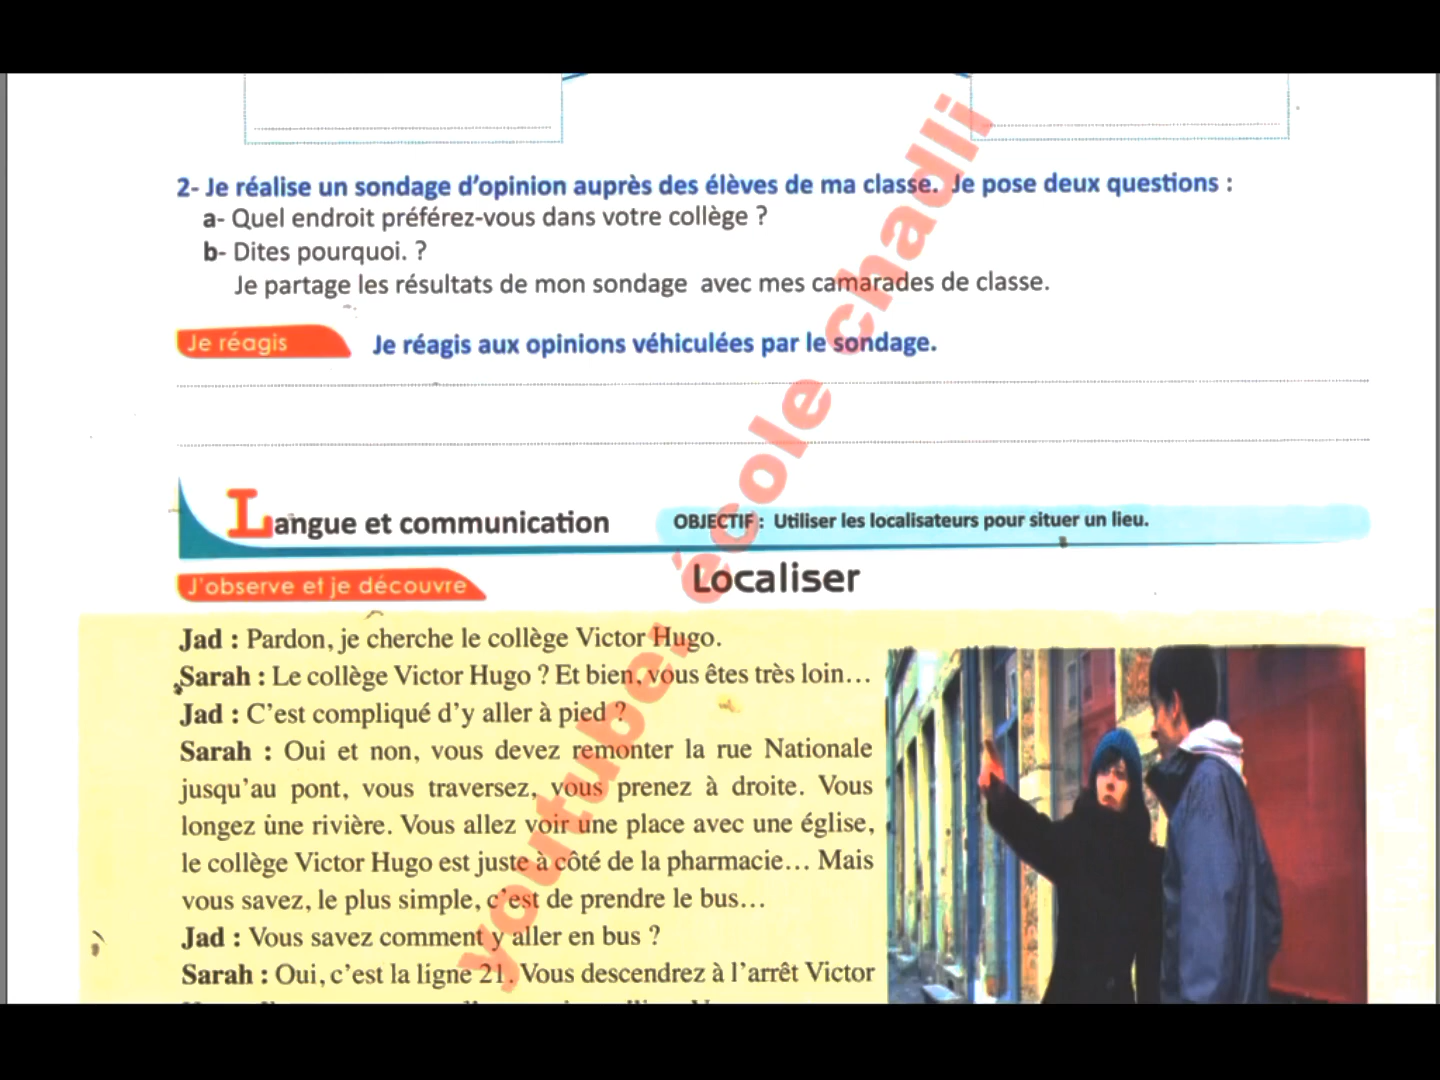 2- Je réalise un sondage d'opinion auprès des élèves de ma classe. Je pose deux questions :
a- Quel endroit préférez-vous dans votre collège ?
b- Dites pourquoi. ?
Je partage les résultats de mon sondage avec mes camarades de classe.
Je réagis
Je réagis aux opinions véhiculées par le sondage.
Langue et communication
OBJECTIF : Utiliser les localisateurs pour situer un lieu.
J'observe et je découvre
Localiser
Jad : Pardon, je cherche le collège Victor Hugo.
Sarah : Le collège Victor Hugo ? Et bien, vous êtes très loin…
Jad : C'est compliqué d'y aller à pied ?
Sarah : Oui et non, vous devez remonter la rue Nationale
jusqu'au pont, vous traversez, vous prenez à droite. Vous
longez une rivière. Vous allez voir une place avec une église,
le collège Victor Hugo est juste à côté de la pharmacie… Mais
vous savez, le plus simple, c'est de prendre le bus…
Jad : Vous savez comment y aller en bus ?
Sarah : Oui, c'est la ligne 21. Vous descendrez à l'arrêt Victor
youtube: école chadli